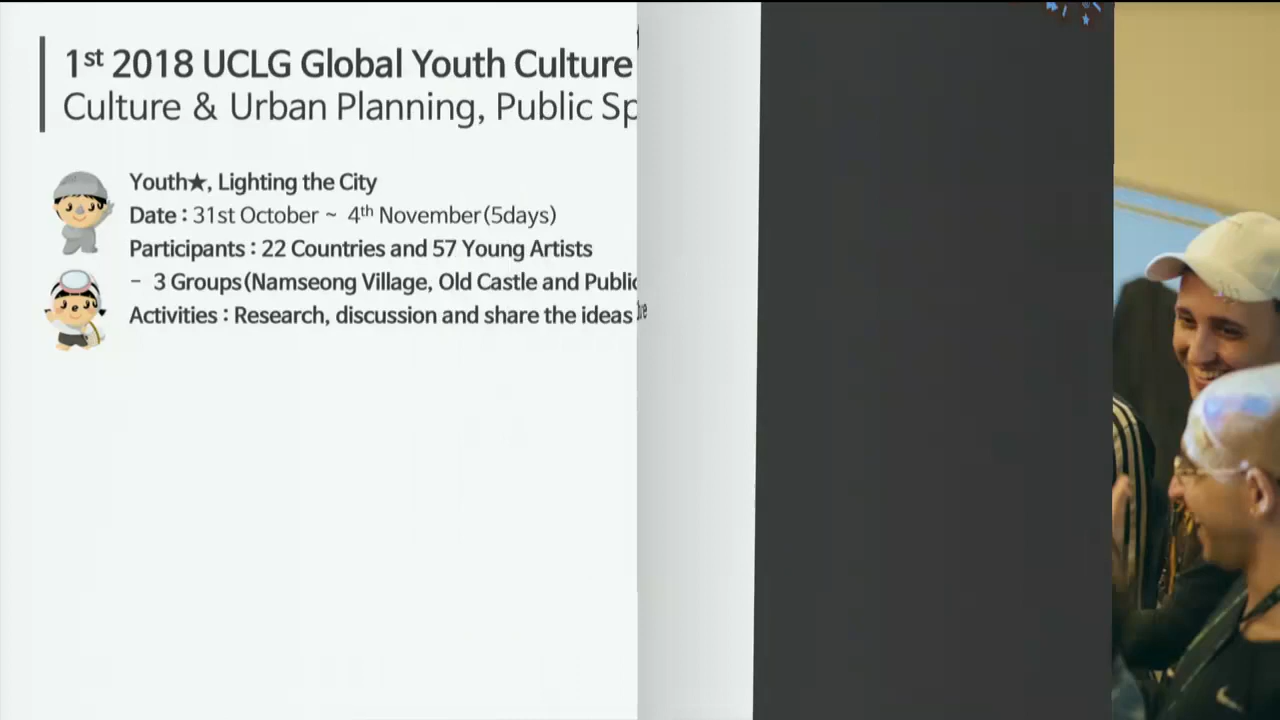 1st 2018 UCLG Global Youth Culture
Culture & Urban Planning, Public Sp
Youth★, Lighting the City
Date : 31st October ~ 4th November(5days)
Participants : 22 Countries and 57 Young Artists
- 3 Groups(Namseong Village, Old Castle and Public
Activities : Research, discussion and share the ideas